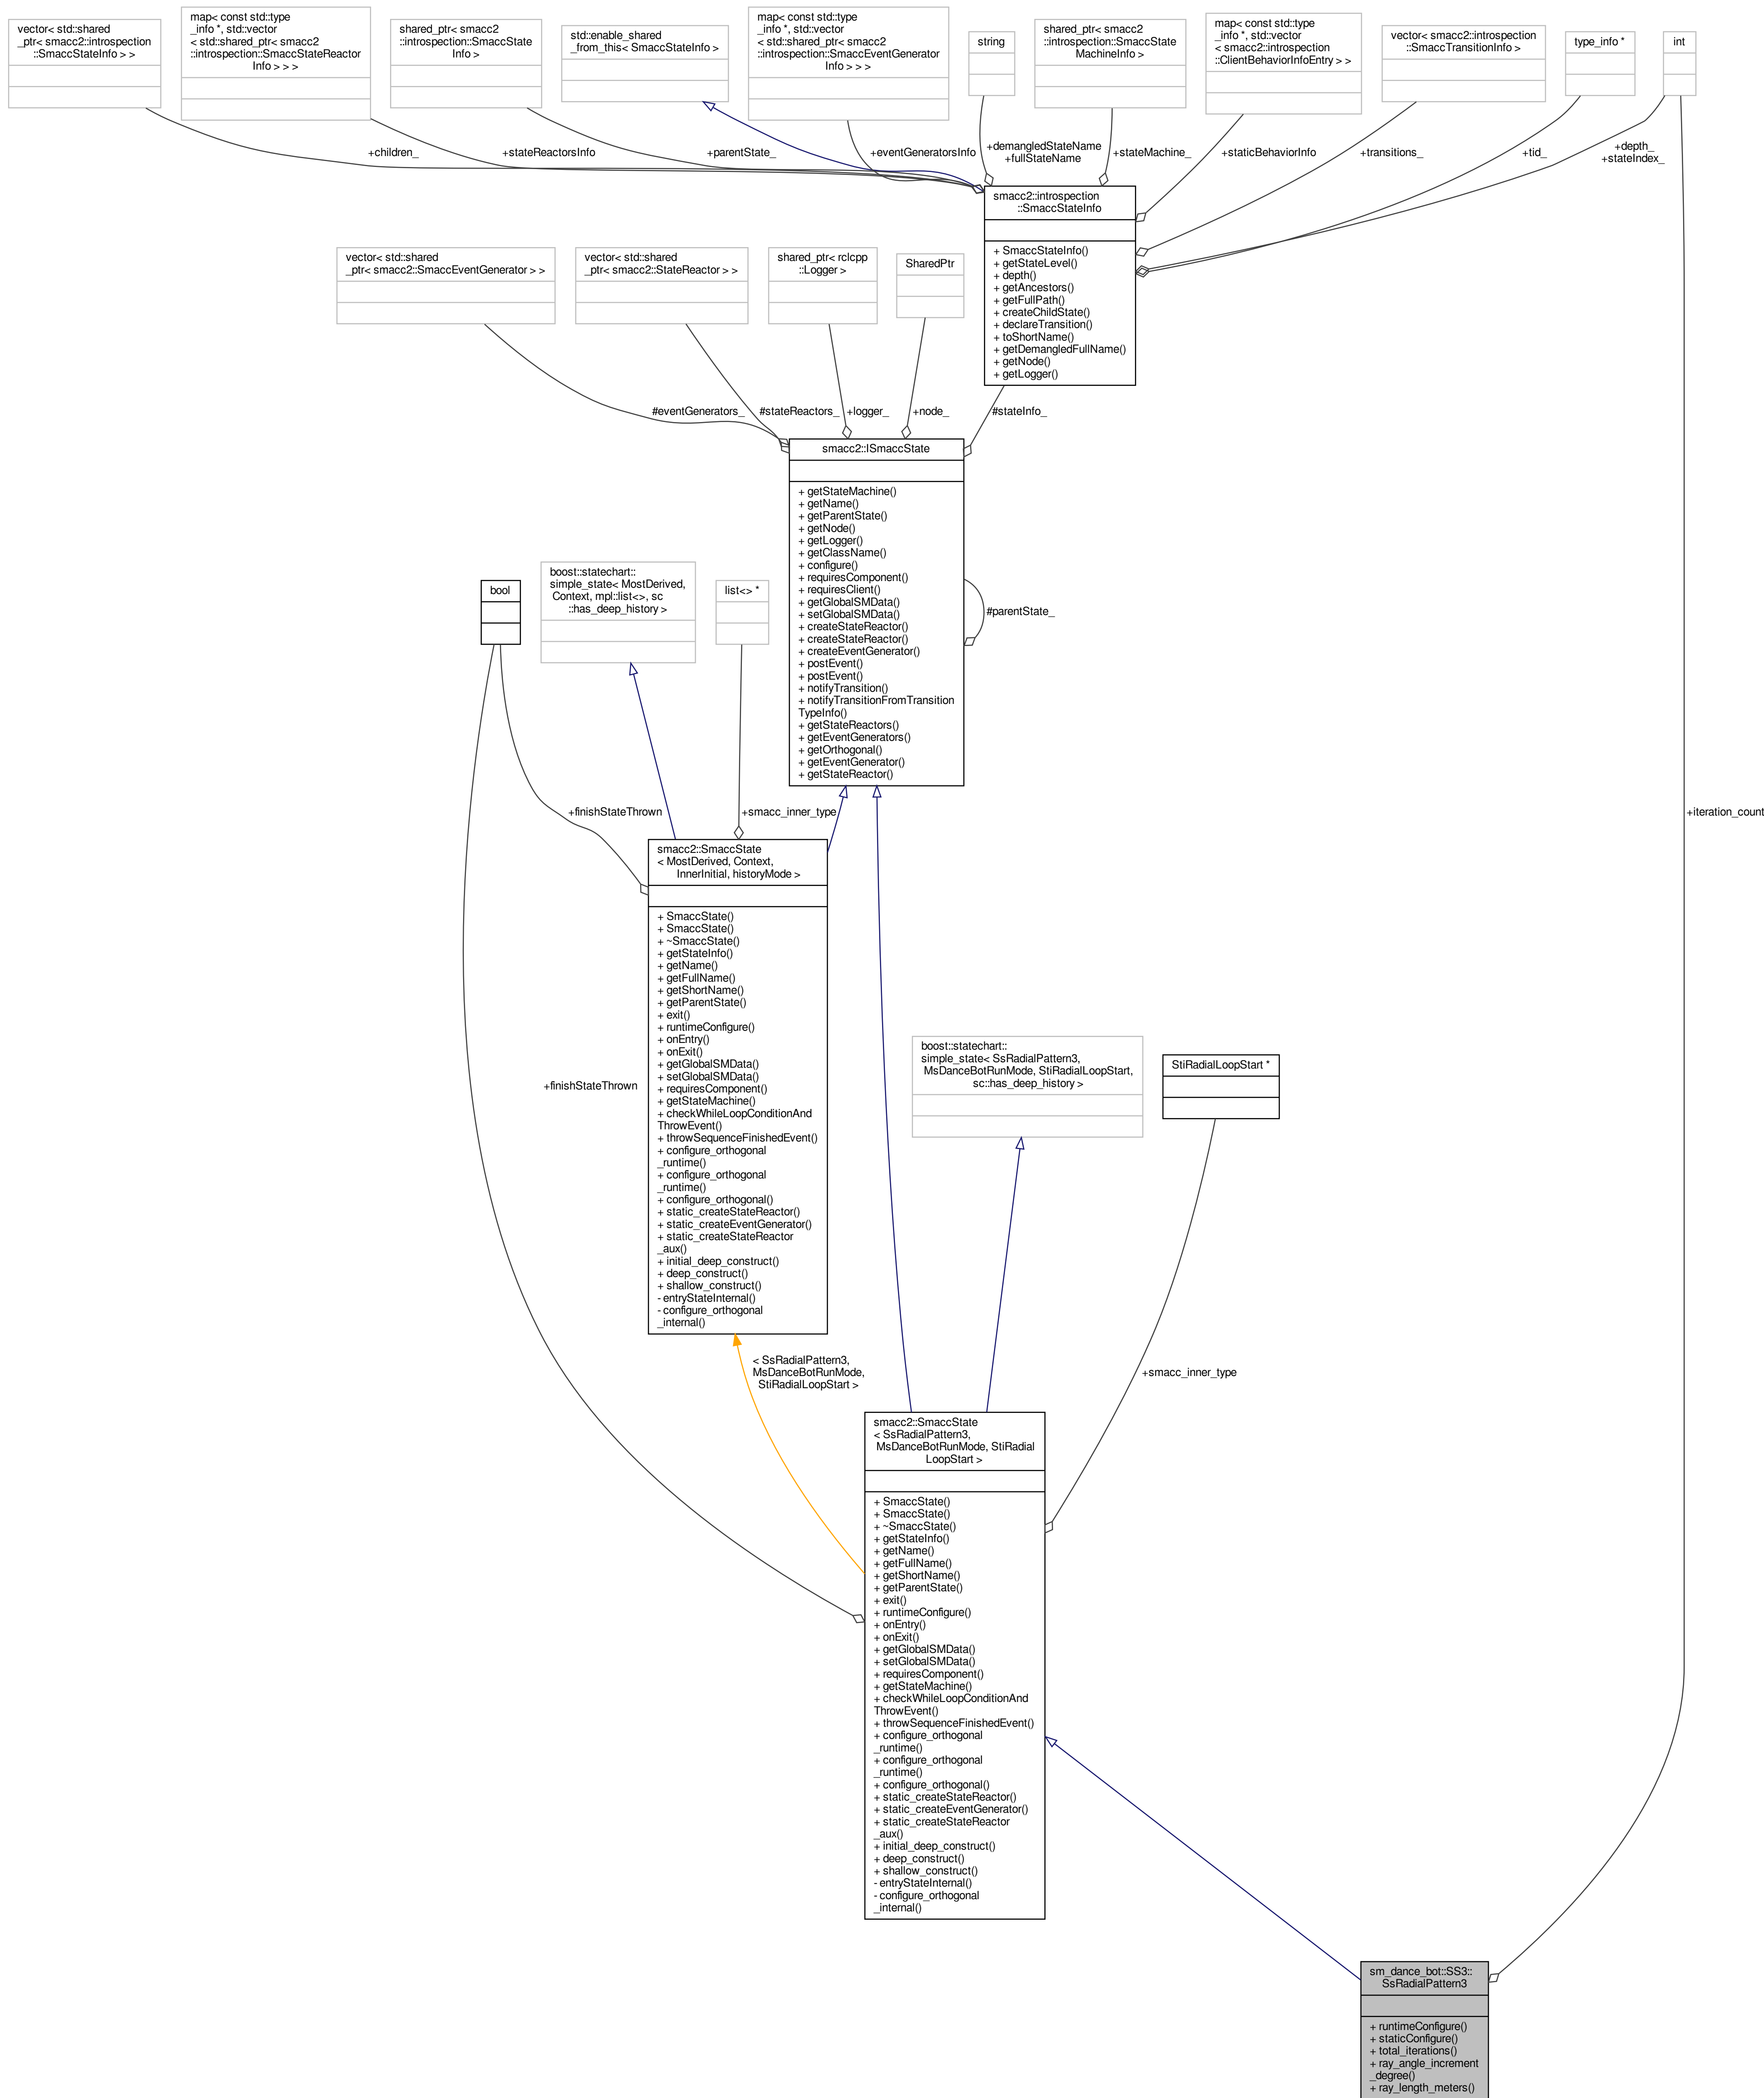 vector< std::shared
_ptr< smacc2::introspection
::SmaccStateInfo > >
map< const std::type
_info *, std::vector
< std::shared_ptr< smacc2
::introspection::SmaccStateReactor
Info > > >
shared_ptr< smacc2
::introspection::SmaccState
Info >
std::enable_shared
_from_this< SmaccStateInfo >
map< const std::type
_info *, std::vector
< std::shared_ptr< smacc2
::introspection::SmaccEventGenerator
Info > > >
string
shared_ptr< smacc2
::introspection::SmaccState
MachineInfo >
map< const std::type
_info *, std::vector
< smacc2::introspection
::ClientBehaviorInfoEntry > >
vector< smacc2::introspection
::SmaccTransitionInfo >
type_info *
int
+children_
+stateReactorsInfo
+parentState_
+eventGeneratorsInfo
+demangledStateName
+fullStateName
+stateMachine_
+staticBehaviorInfo
+transitions_
+tid_
+depth_
+stateIndex_
smacc2::introspection
::SmaccStateInfo
+ SmaccStateInfo()
+ getStateLevel()
+ depth()
+ getAncestors()
+ getFullPath()
+ createChildState()
+ declareTransition()
+ toShortName()
+ getDemangledFullName()
+ getNode()
+ getLogger()
vector< std::shared
_ptr< smacc2::SmaccEventGenerator > >
vector< std::shared
_ptr< smacc2::StateReactor > >
shared_ptr< rclcpp
::Logger >
SharedPtr
#eventGenerators_
#stateReactors_
+logger_
+node_
#stateInfo_
smacc2::ISmaccState
+ getStateMachine()
+ getName()
+ getParentState()
+ getNode()
+ getLogger()
+ getClassName()
+ configure()
+ requiresComponent()
+ requiresClient()
+ getGlobalSMData()
+ setGlobalSMData()
+ createStateReactor()
+ createStateReactor()
+ createEventGenerator()
+ postEvent()
+ postEvent()
+ notifyTransition()
+ notifyTransitionFromTransition
TypeInfo()
+ getStateReactors()
+ getEventGenerators()
+ getOrthogonal()
+ getEventGenerator()
+ getStateReactor()
#parentState_
bool
boost::statechart::
simple_state< MostDerived,
Context, mpl::list<>, sc
::has_deep_history >
list<> *
+finishStateThrown
+smacc_inner_type
+iteration_count
smacc2::SmaccState
< MostDerived, Context,
InnerInitial, historyMode >
+ SmaccState()
+ SmaccState()
+ ~SmaccState()
+ getStateInfo()
+ getName()
+ getFullName()
+ getShortName()
+ getParentState()
+ exit()
+ runtimeConfigure()
+ onEntry()
+ onExit()
+ getGlobalSMData()
+ setGlobalSMData()
+ requiresComponent()
+ getStateMachine()
+ checkWhileLoopConditionAnd
ThrowEvent()
+ throwSequenceFinishedEvent()
+ configure_orthogonal
_runtime()
+ configure_orthogonal
_runtime()
+ configure_orthogonal()
+ static_createStateReactor()
+ static_createEventGenerator()
+ static_createStateReactor
_aux()
+ initial_deep_construct()
+ deep_construct()
+ shallow_construct()
- entryStateInternal()
- configure_orthogonal
_internal()
+finishStateThrown
boost::statechart::
simple_state< SsRadialPattern3,
MsDanceBotRunMode, StiRadialLoopStart,
sc::has_deep_history >
StiRadialLoopStart *
< SsRadialPattern3,
MsDanceBotRunMode,
StiRadialLoopStart >
+smacc_inner_type
smacc2::SmaccState
< SsRadialPattern3,
MsDanceBotRunMode, StiRadial
LoopStart >
+ SmaccState()
+ SmaccState()
+ ~SmaccState()
+ getStateInfo()
+ getName()
+ getFullName()
+ getShortName()
+ getParentState()
+ exit()
+ runtimeConfigure()
+ onEntry()
+ onExit()
+ getGlobalSMData()
+ setGlobalSMData()
+ requiresComponent()
+ getStateMachine()
+ checkWhileLoopConditionAnd
ThrowEvent()
+ throwSequenceFinishedEvent()
+ configure_orthogonal
_runtime()
+ configure_orthogonal
_runtime()
+ configure_orthogonal()
+ static_createStateReactor()
+ static_createEventGenerator()
+ static_createStateReactor
_aux()
+ initial_deep_construct()
+ deep_construct()
+ shallow_construct()
- entryStateInternal()
- configure_orthogonal
_internal()
sm_dance_bot::SS3::
SsRadialPattern3
+ runtimeConfigure()
+ staticConfigure()
+ total_iterations()
+ ray_angle_increment
_degree()
+ ray_length_meters()